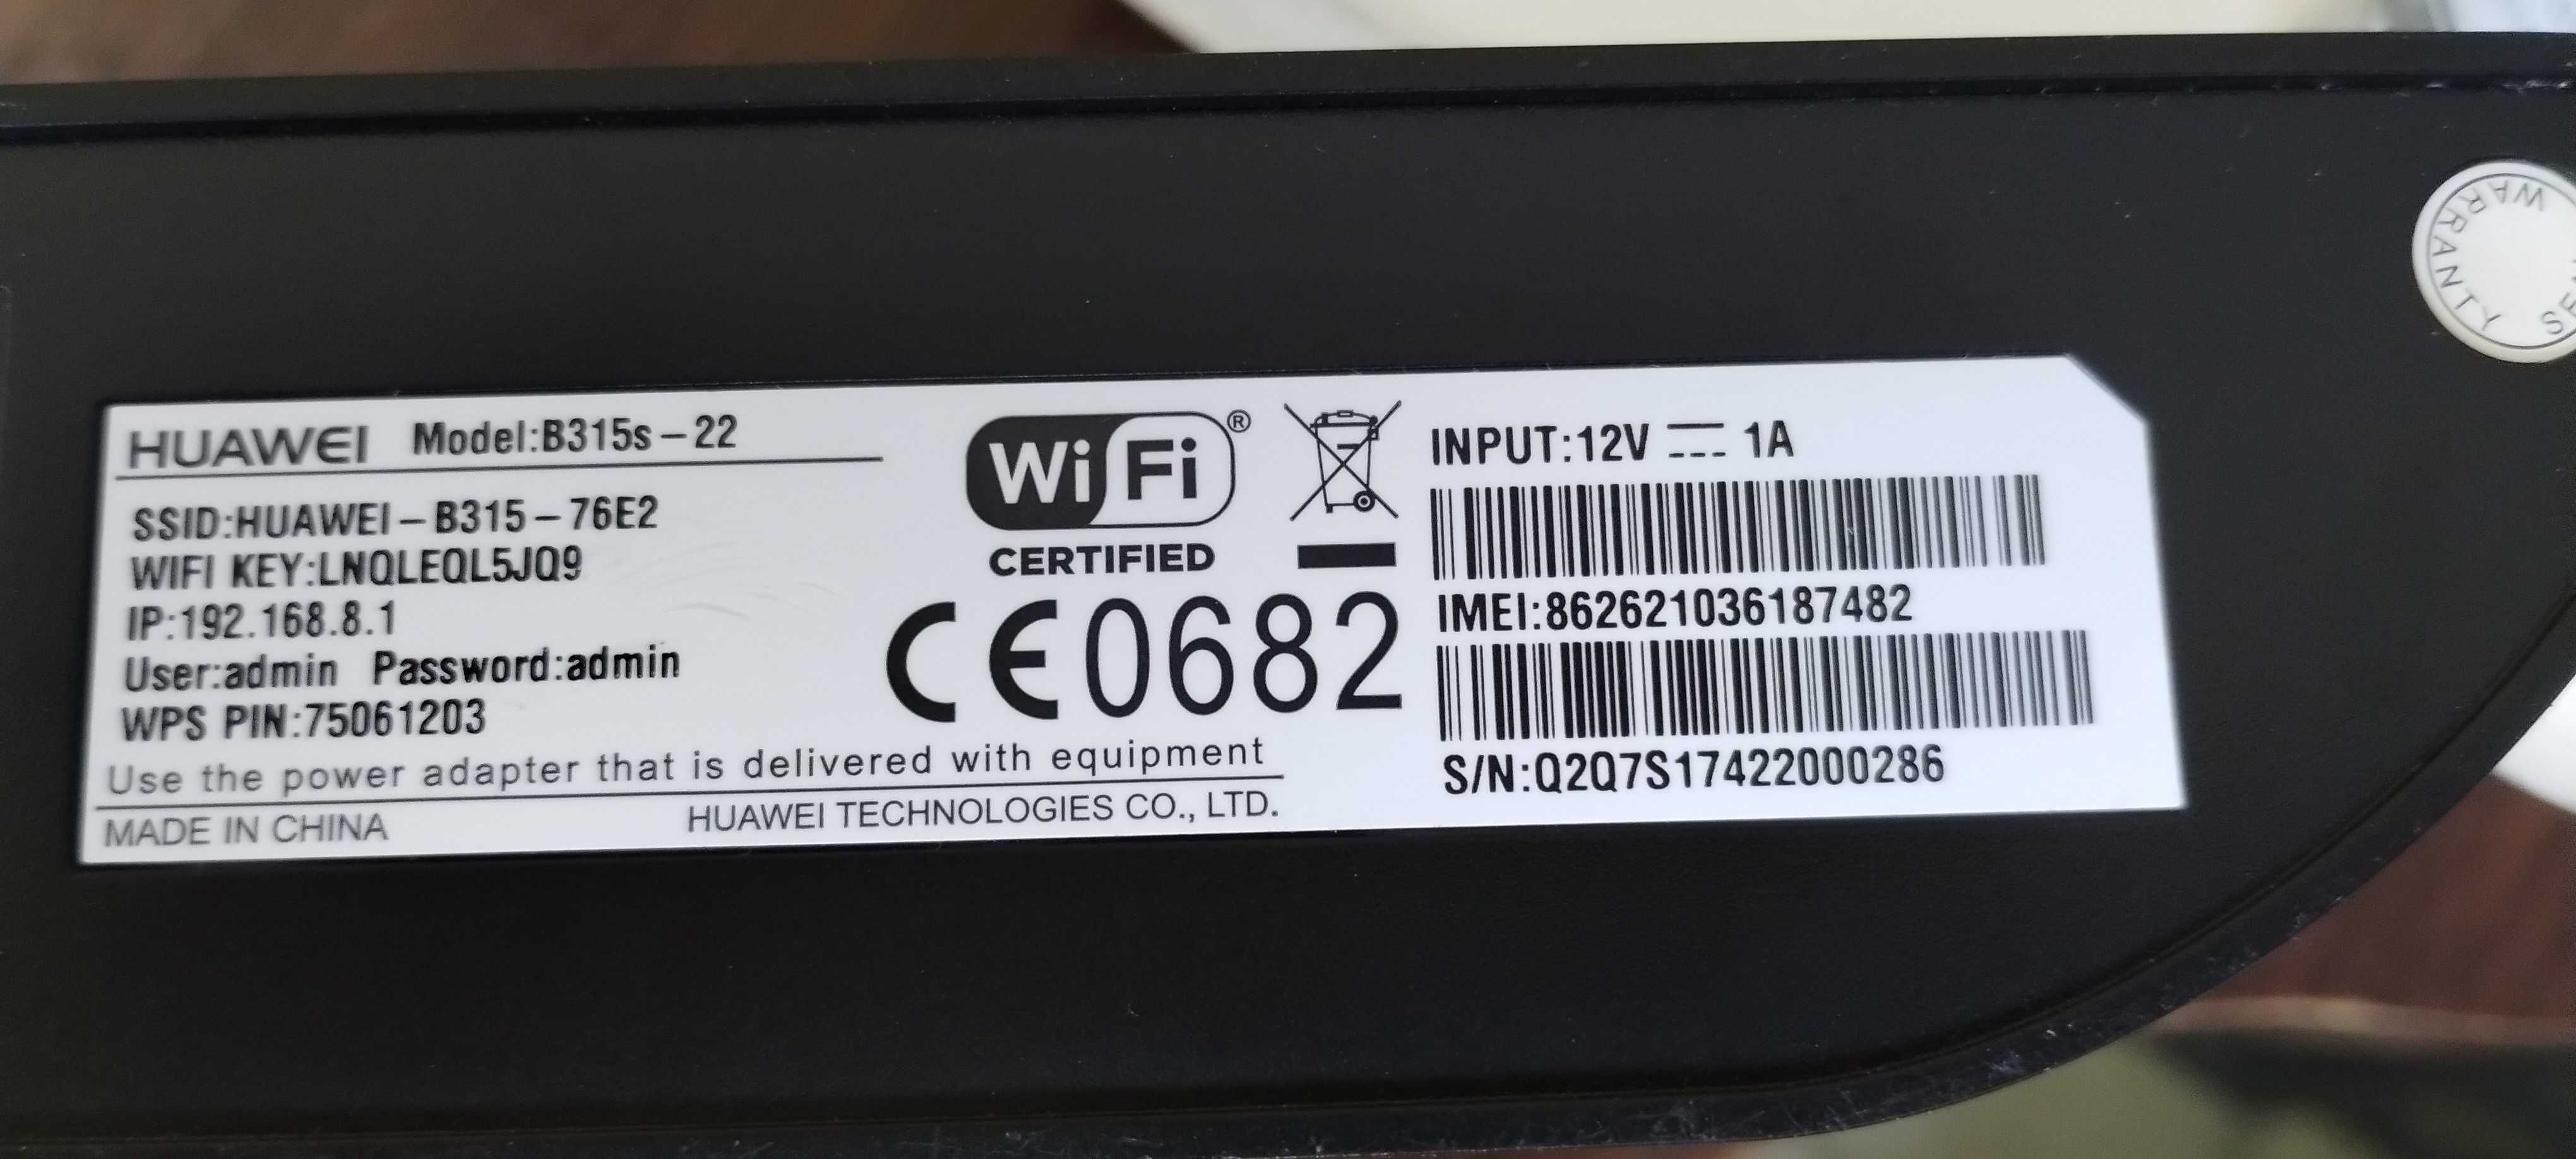 HUAWEI Model:B315s-22
SSID:HUAWEI-B315-76E2
WIFI KEY:LNQLEQL5JQ9
IP:192.168.8.1
User:admin Password:admin
WPS PIN:75061203
Use the power adapter that is delivered with equipment
MADE IN CHINA HUAWEI TECHNOLOGIES CO., LTD.
WiFi®
CERTIFIED
CE0682
INPUT:12V ⎓ 1A
IMEI:862621036187482
S/N:Q2Q7S17422000286
WARRANTY